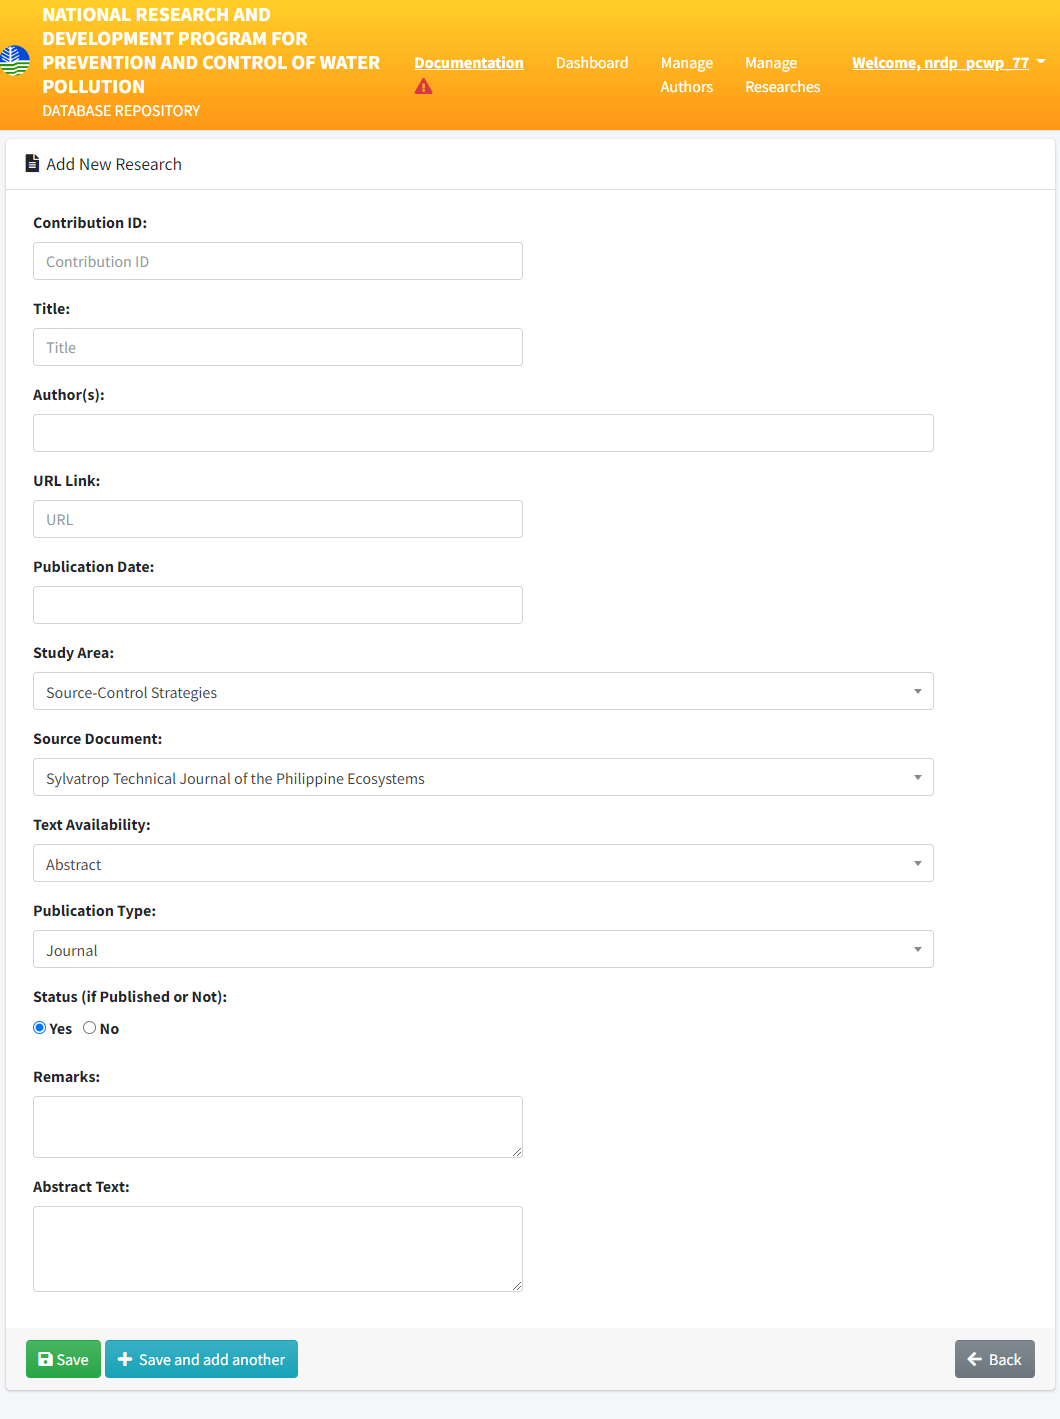 NATIONAL RESEARCH AND
DEVELOPMENT PROGRAM FOR
PREVENTION AND CONTROL OF WATER
POLLUTION
DATABASE REPOSITORY
Documentation
Dashboard
Manage
Authors
Manage
Researches
Welcome, nrdp_pcwp_77
Add New Research
Contribution ID:
Contribution ID
Title:
Title
Author(s):
URL Link:
URL
Publication Date:
Study Area:
Source-Control Strategies
Source Document:
Sylvatrop Technical Journal of the Philippine Ecosystems
Text Availability:
Abstract
Publication Type:
Journal
Status (if Published or Not):
Yes No
Remarks:
Abstract Text:
Save Save and add another Back